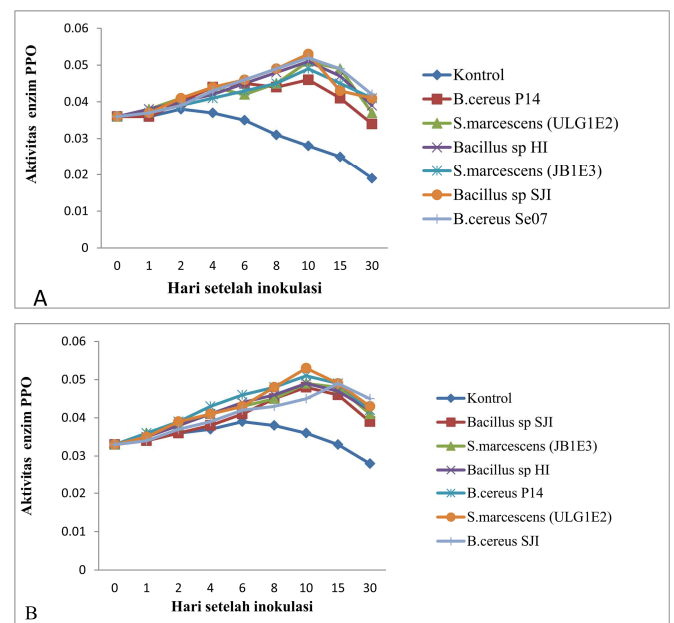 0.06
0.05
0.04
0.03
0.02
0.01
0
Aktivitas enzim PPO
0 1 2 4 6 8 10 15 30
Hari setelah inokulasi
Kontrol
B.cereus P14
S.marcescens (ULG1E2)
Bacillus sp HI
S.marcescens (JB1E3)
Bacillus sp SJI
B.cereus Se07
A
0.06
0.05
0.04
0.03
0.02
0.01
0
Aktivitas enzim PPO
0 1 2 4 6 8 10 15 30
Hari setelah inokulasi
Kontrol
Bacillus sp SJI
S.marcescens (JB1E3)
Bacillus sp HI
B.cereus P14
S.marcescens (ULG1E2)
B.cereus SJI
B